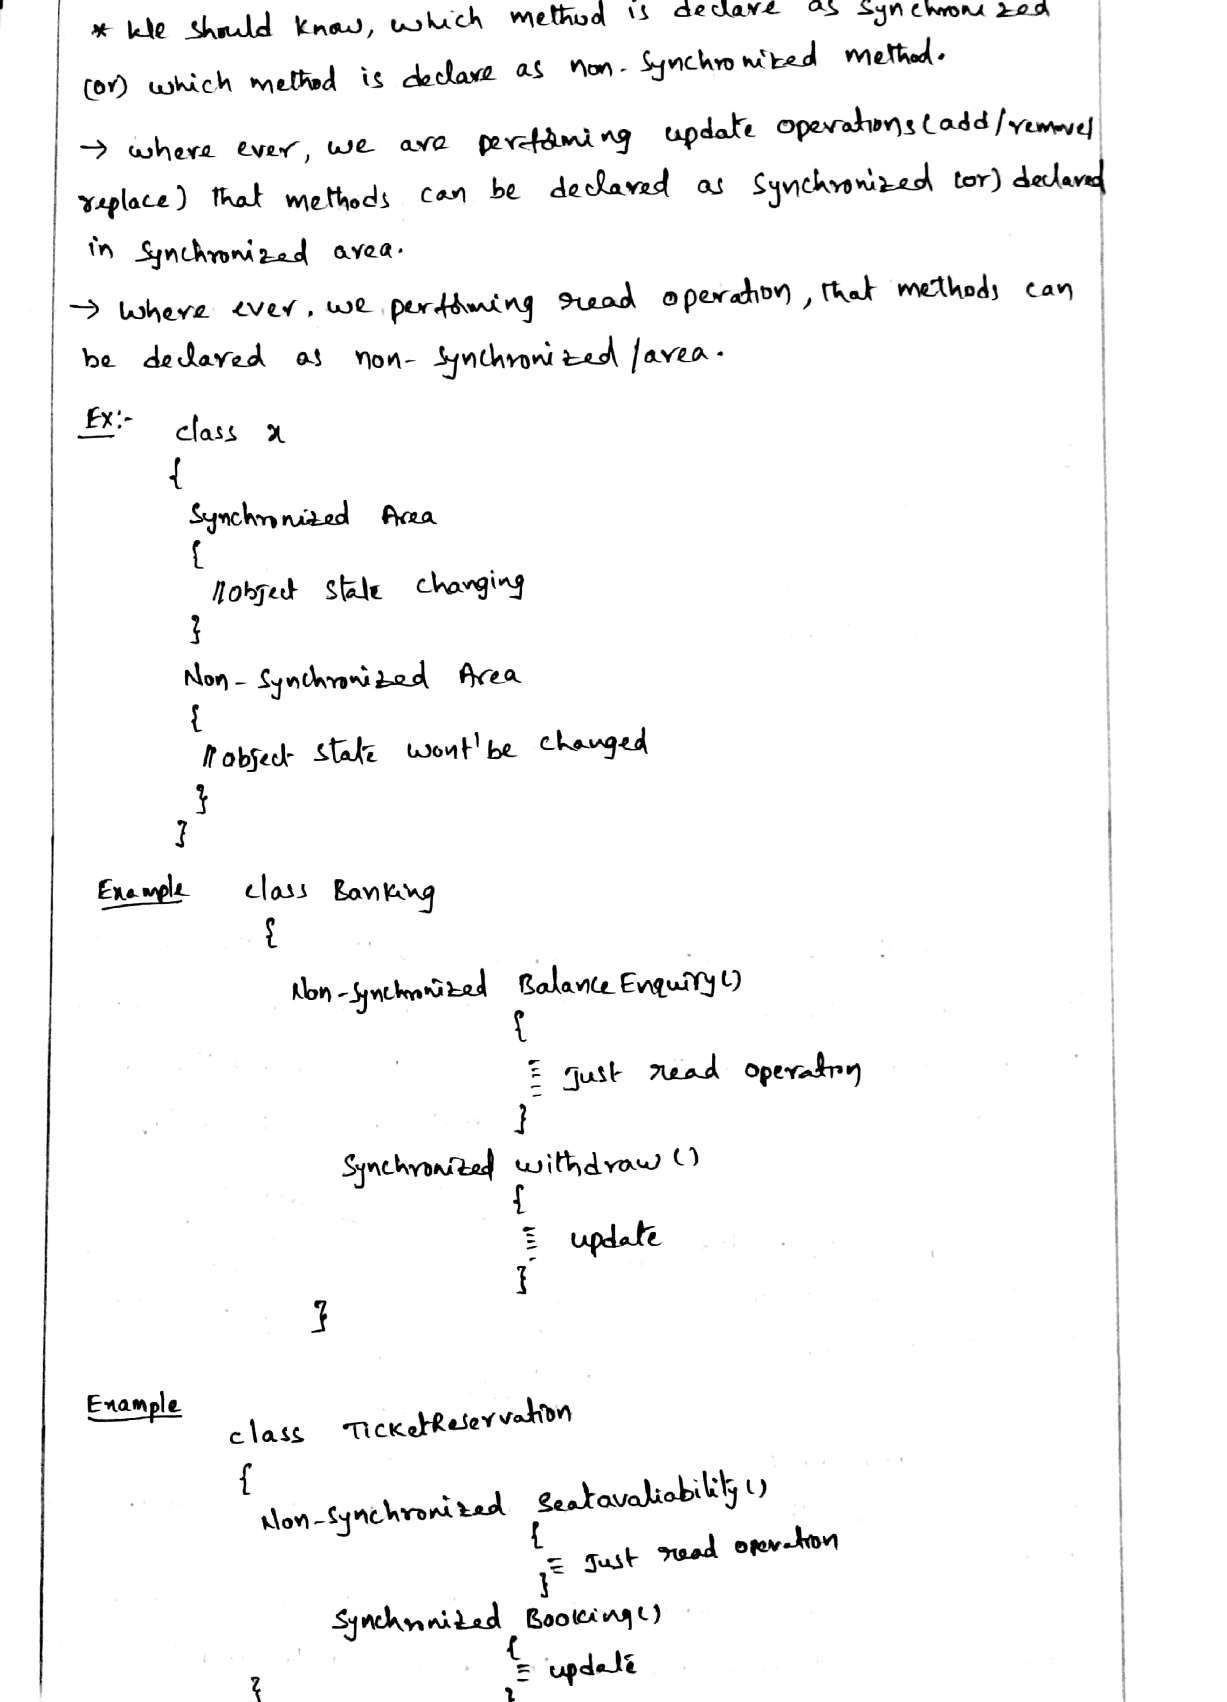 * We should know, which method is declare as synchronized
(or) which method is declare as non-synchronized method.
→ where ever, we are perfoming update operations (add/remove/
replace) that methods can be declared as synchronized (or) declared
in synchronized area.
→ where ever, we perfoming read operation, that methods can
be declared as non-synchronized/area.
Ex:- class x
{
Synchronized Area
{
//object state changing
}
Non-Synchronized Area
{
//object state wont'be changed
}
}
Example class Banking
{
Non-synchronized BalanceEnquiry()
{
Just read operation
}
Synchronized withdraw()
{
update
}
}
Example
class TicketReservation
{
Non-synchronized Seatavaliability()
{
Just read operation
}
Synchronized Booking()
{
update
}
}